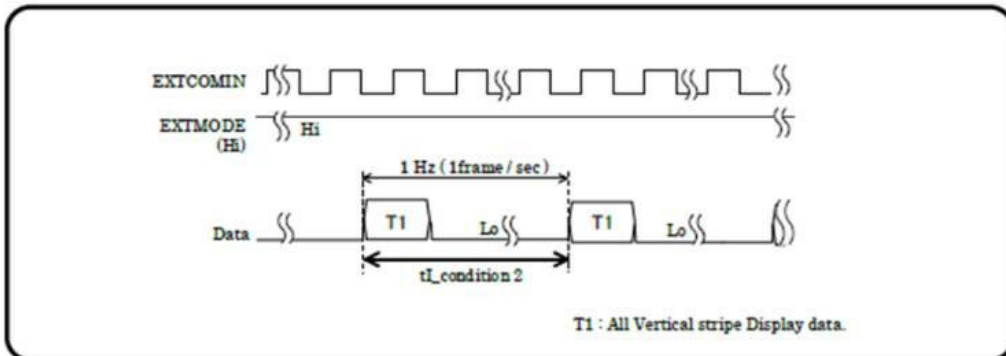 EXTCOMIN
EXTMODE
(Hi)
Hi
1 Hz ( 1frame / sec )
Data
T1
Lo
T1
Lo
tI_condition 2
T1 : All Vertical stripe Display data.